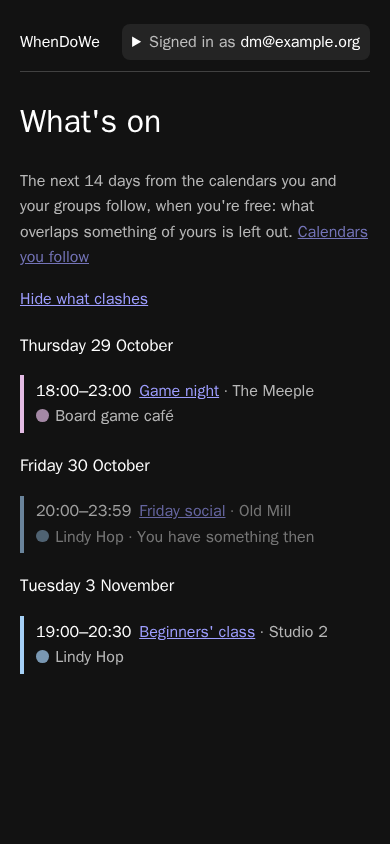 WhenDoWe
▶ Signed in as dm@example.org
What's on
The next 14 days from the calendars you and
your groups follow, when you're free: what
overlaps something of yours is left out. Calendars
you follow
Hide what clashes
Thursday 29 October
18:00–23:00 Game night · The Meeple
Board game café
Friday 30 October
20:00–23:59 Friday social · Old Mill
Lindy Hop · You have something then
Tuesday 3 November
19:00–20:30 Beginners' class · Studio 2
Lindy Hop